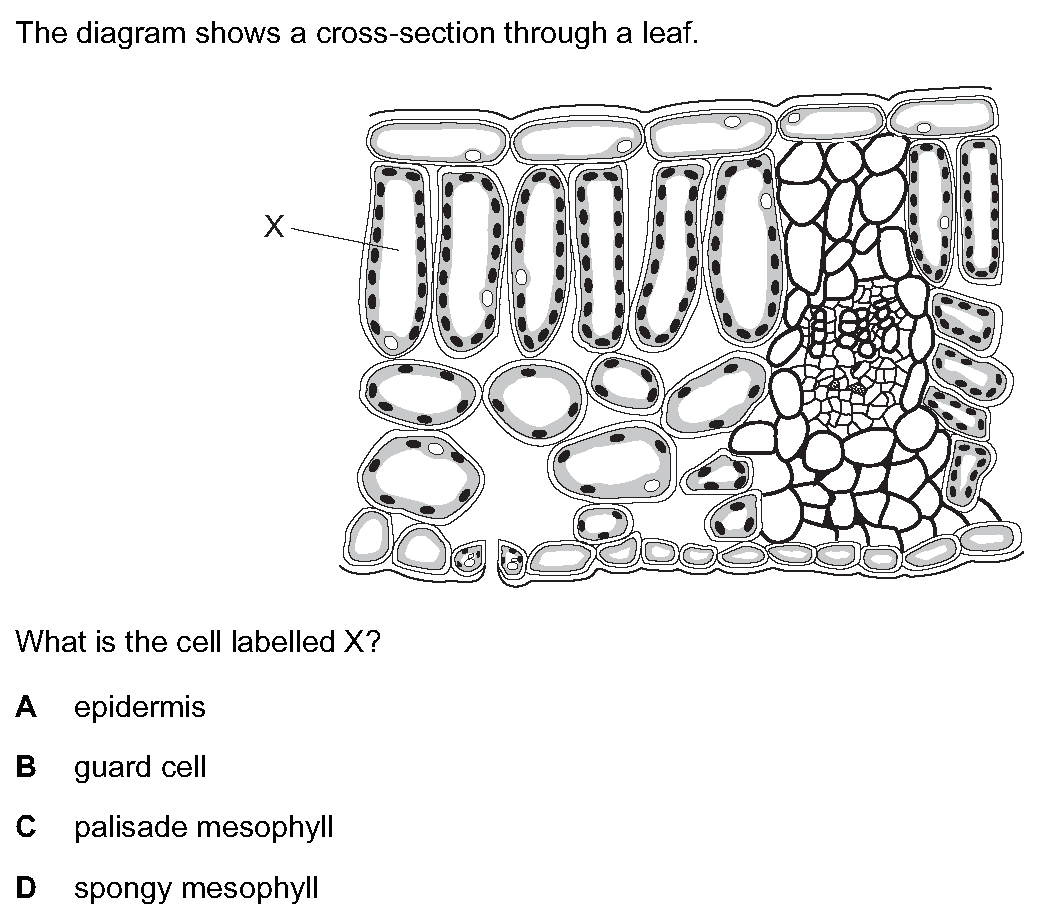 The diagram shows a cross-section through a leaf.
X
What is the cell labelled X?
A epidermis
B guard cell
C palisade mesophyll
D spongy mesophyll